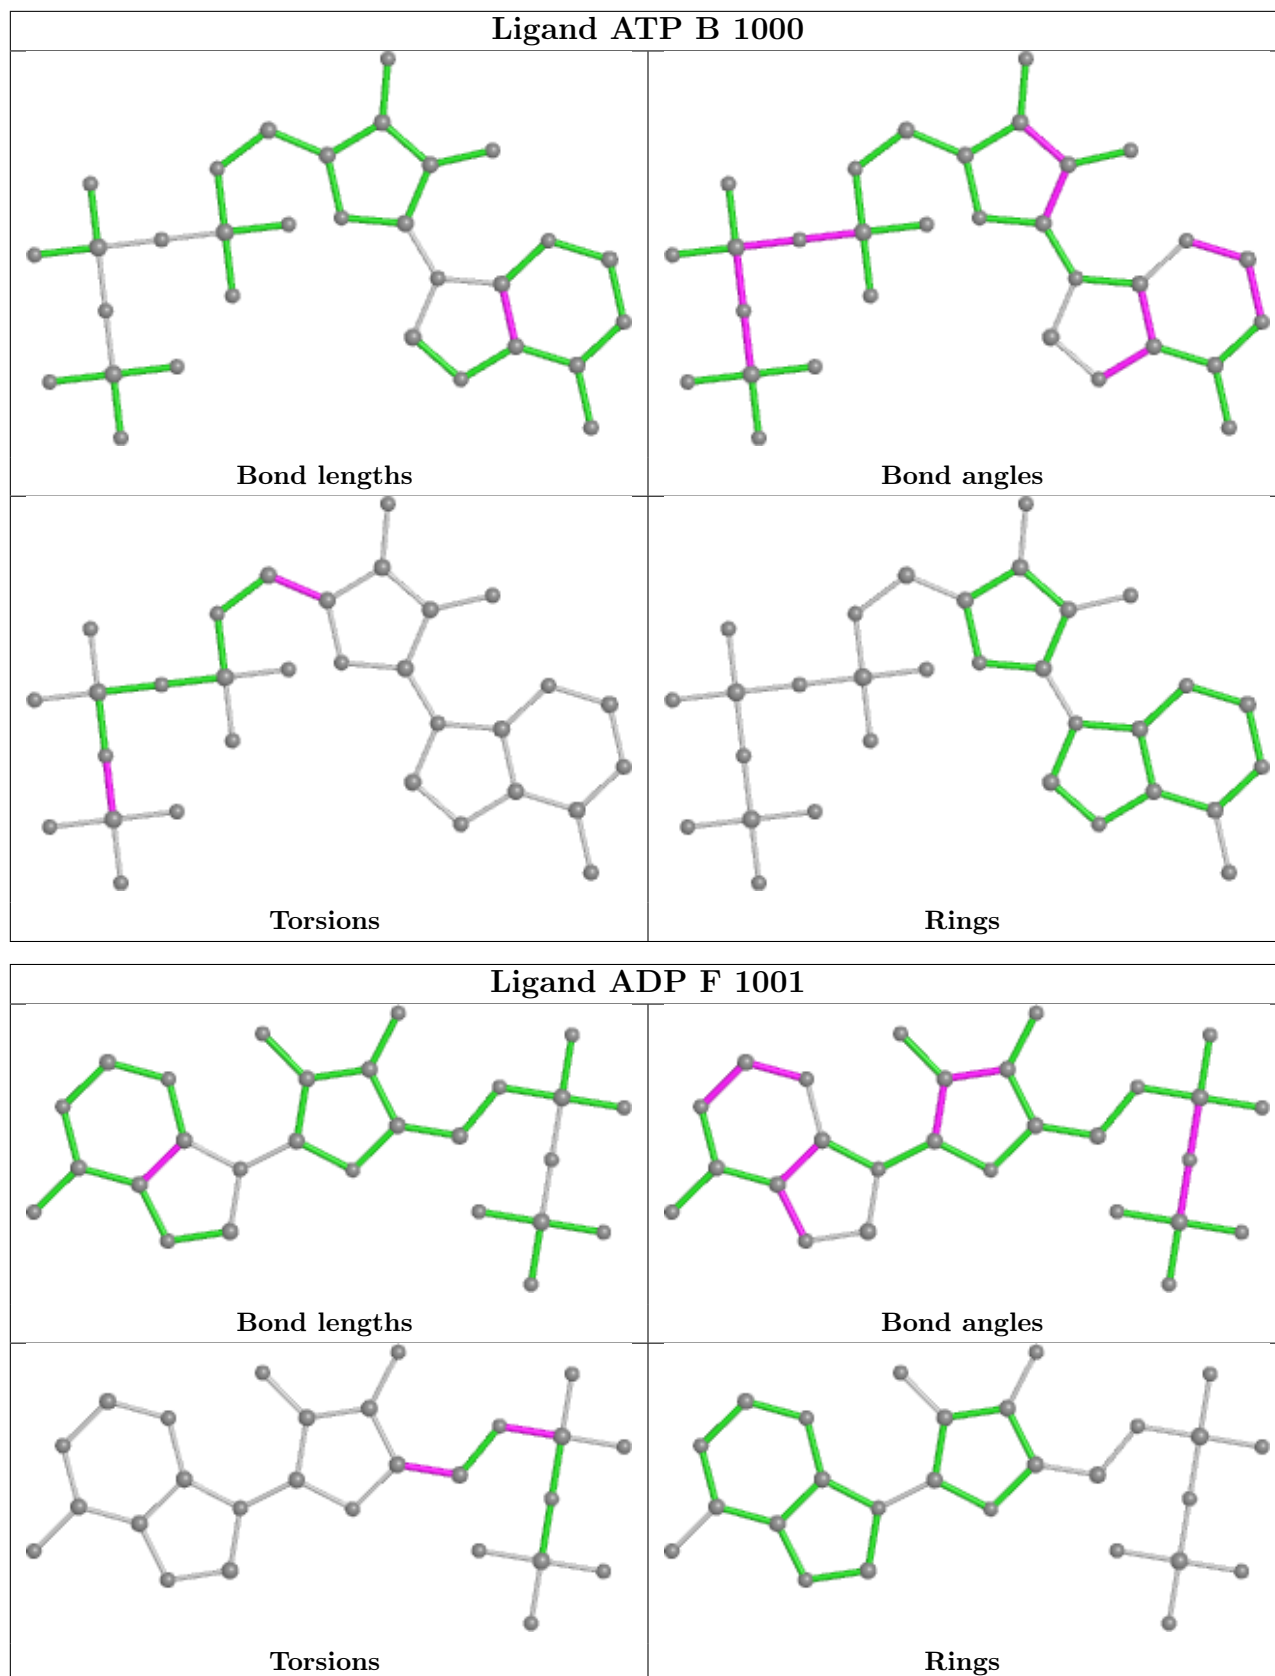 Ligand ATP B 1000
Bond lengths
Bond angles
Torsions
Rings
Ligand ADP F 1001
Bond lengths
Bond angles
Torsions
Rings